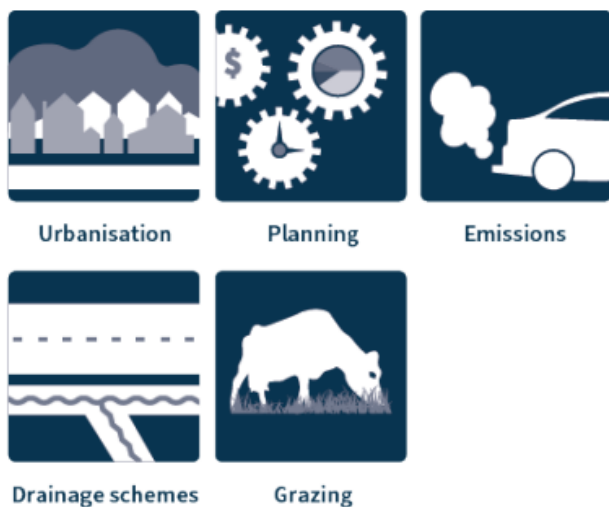 $
Urbanisation
Planning
Emissions
Drainage schemes
Grazing